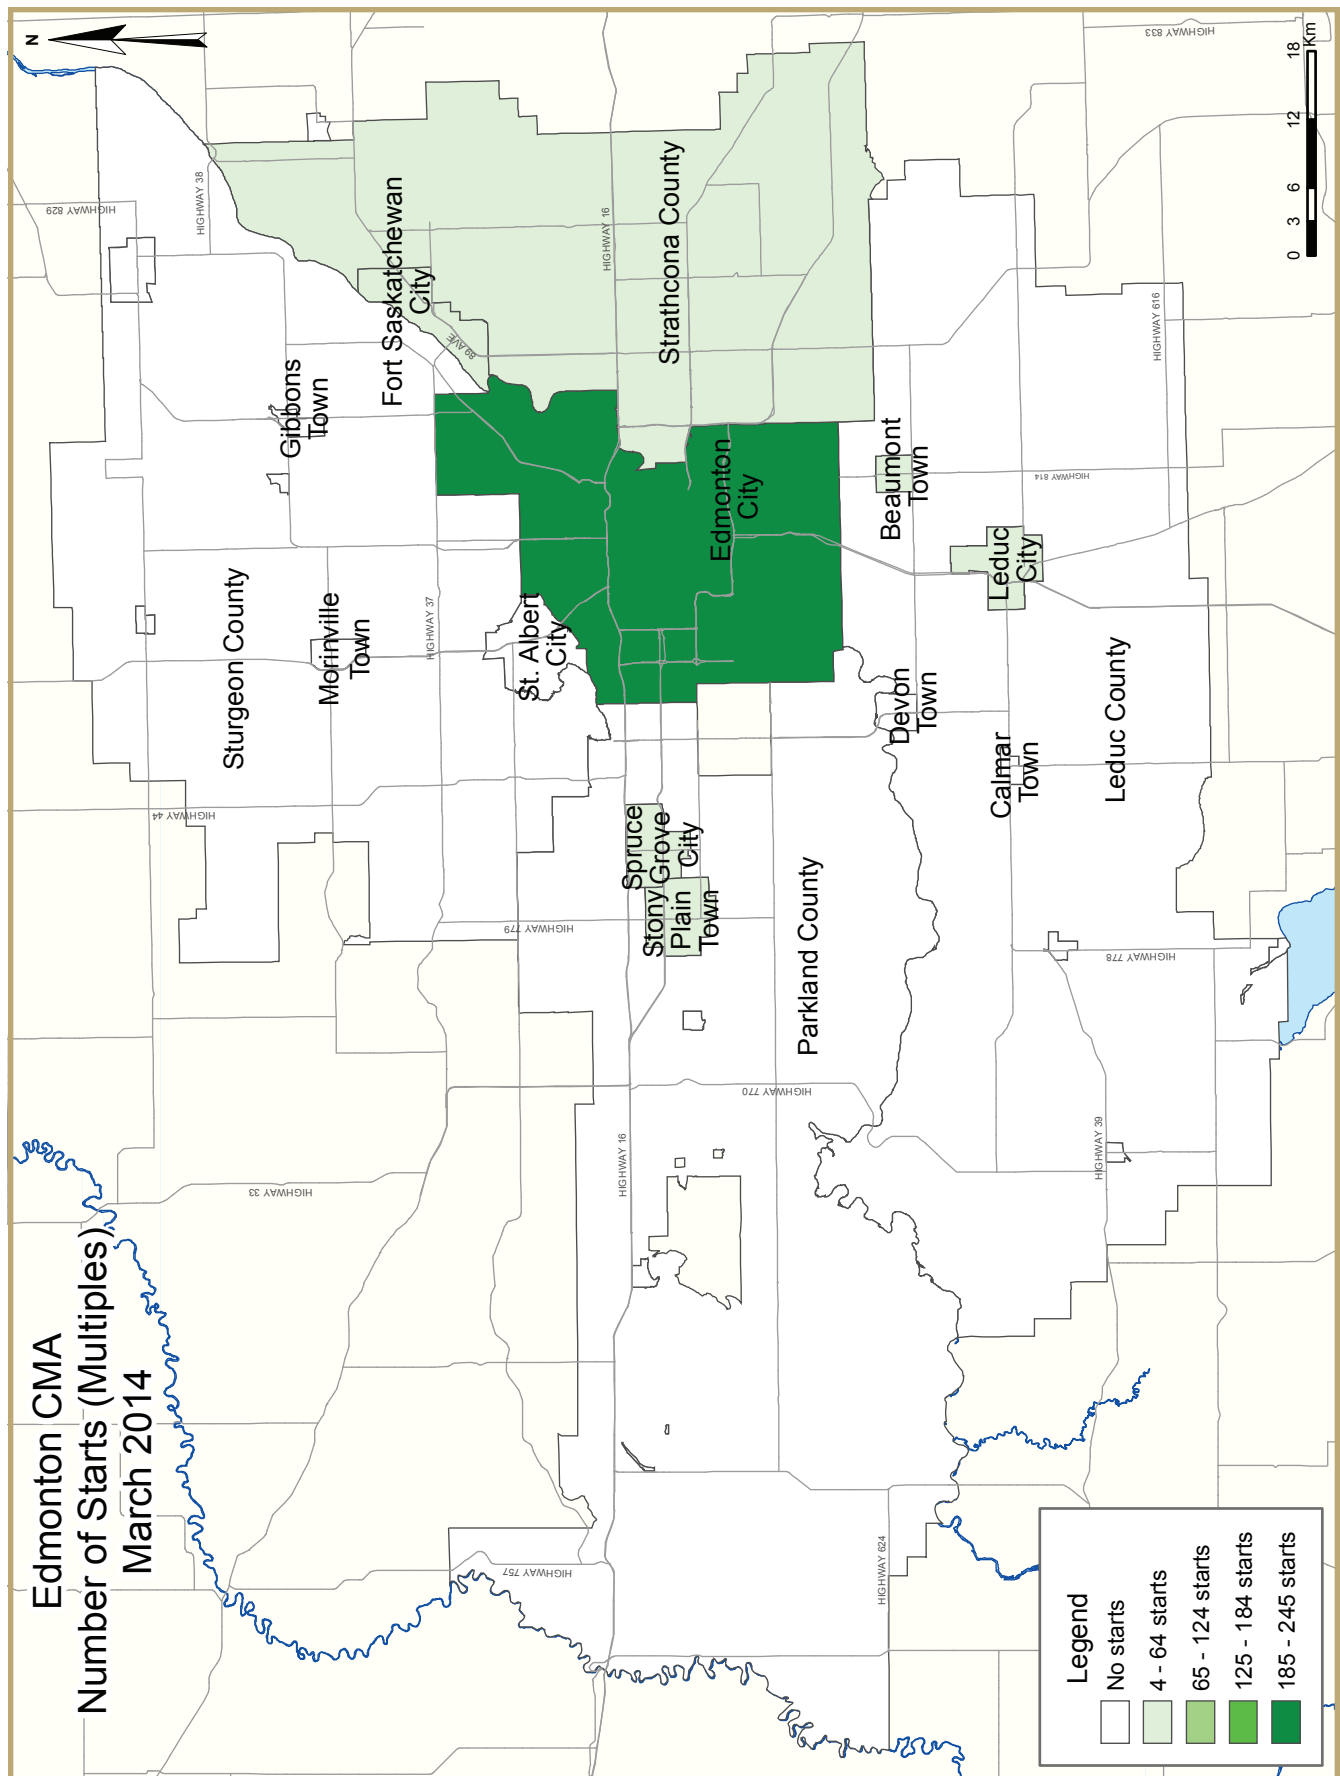 Edmonton CMA
Number of Starts (Multiples)
March 2014
N
HIGHWAY 829
HIGHWAY 38
HIGHWAY 833
Gibbons
Town
Fort Saskatchewan
City
89 AVE
HIGHWAY 16
Strathcona County
HIGHWAY 44
Sturgeon County
Morinville
Town
HIGHWAY 37
St. Albert
City
Edmonton
City
Beaumont
Town
HIGHWAY 814
HIGHWAY 616
Leduc
City
Devon
Town
Calmar
Town
Leduc County
HIGHWAY 779
Spruce
Grove
City
Stony
Plain
Town
Parkland County
HIGHWAY 778
HIGHWAY 770
HIGHWAY 33
HIGHWAY 16
HIGHWAY 39
HIGHWAY 757
HIGHWAY 624
0 3 6 12 18
Km
Legend
No starts
4 - 64 starts
65 - 124 starts
125 - 184 starts
185 - 245 starts